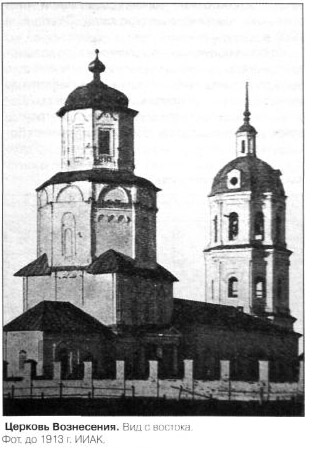 Церковь Вознесения. Вид с востока.
Фот. до 1913 г. ИИАК.